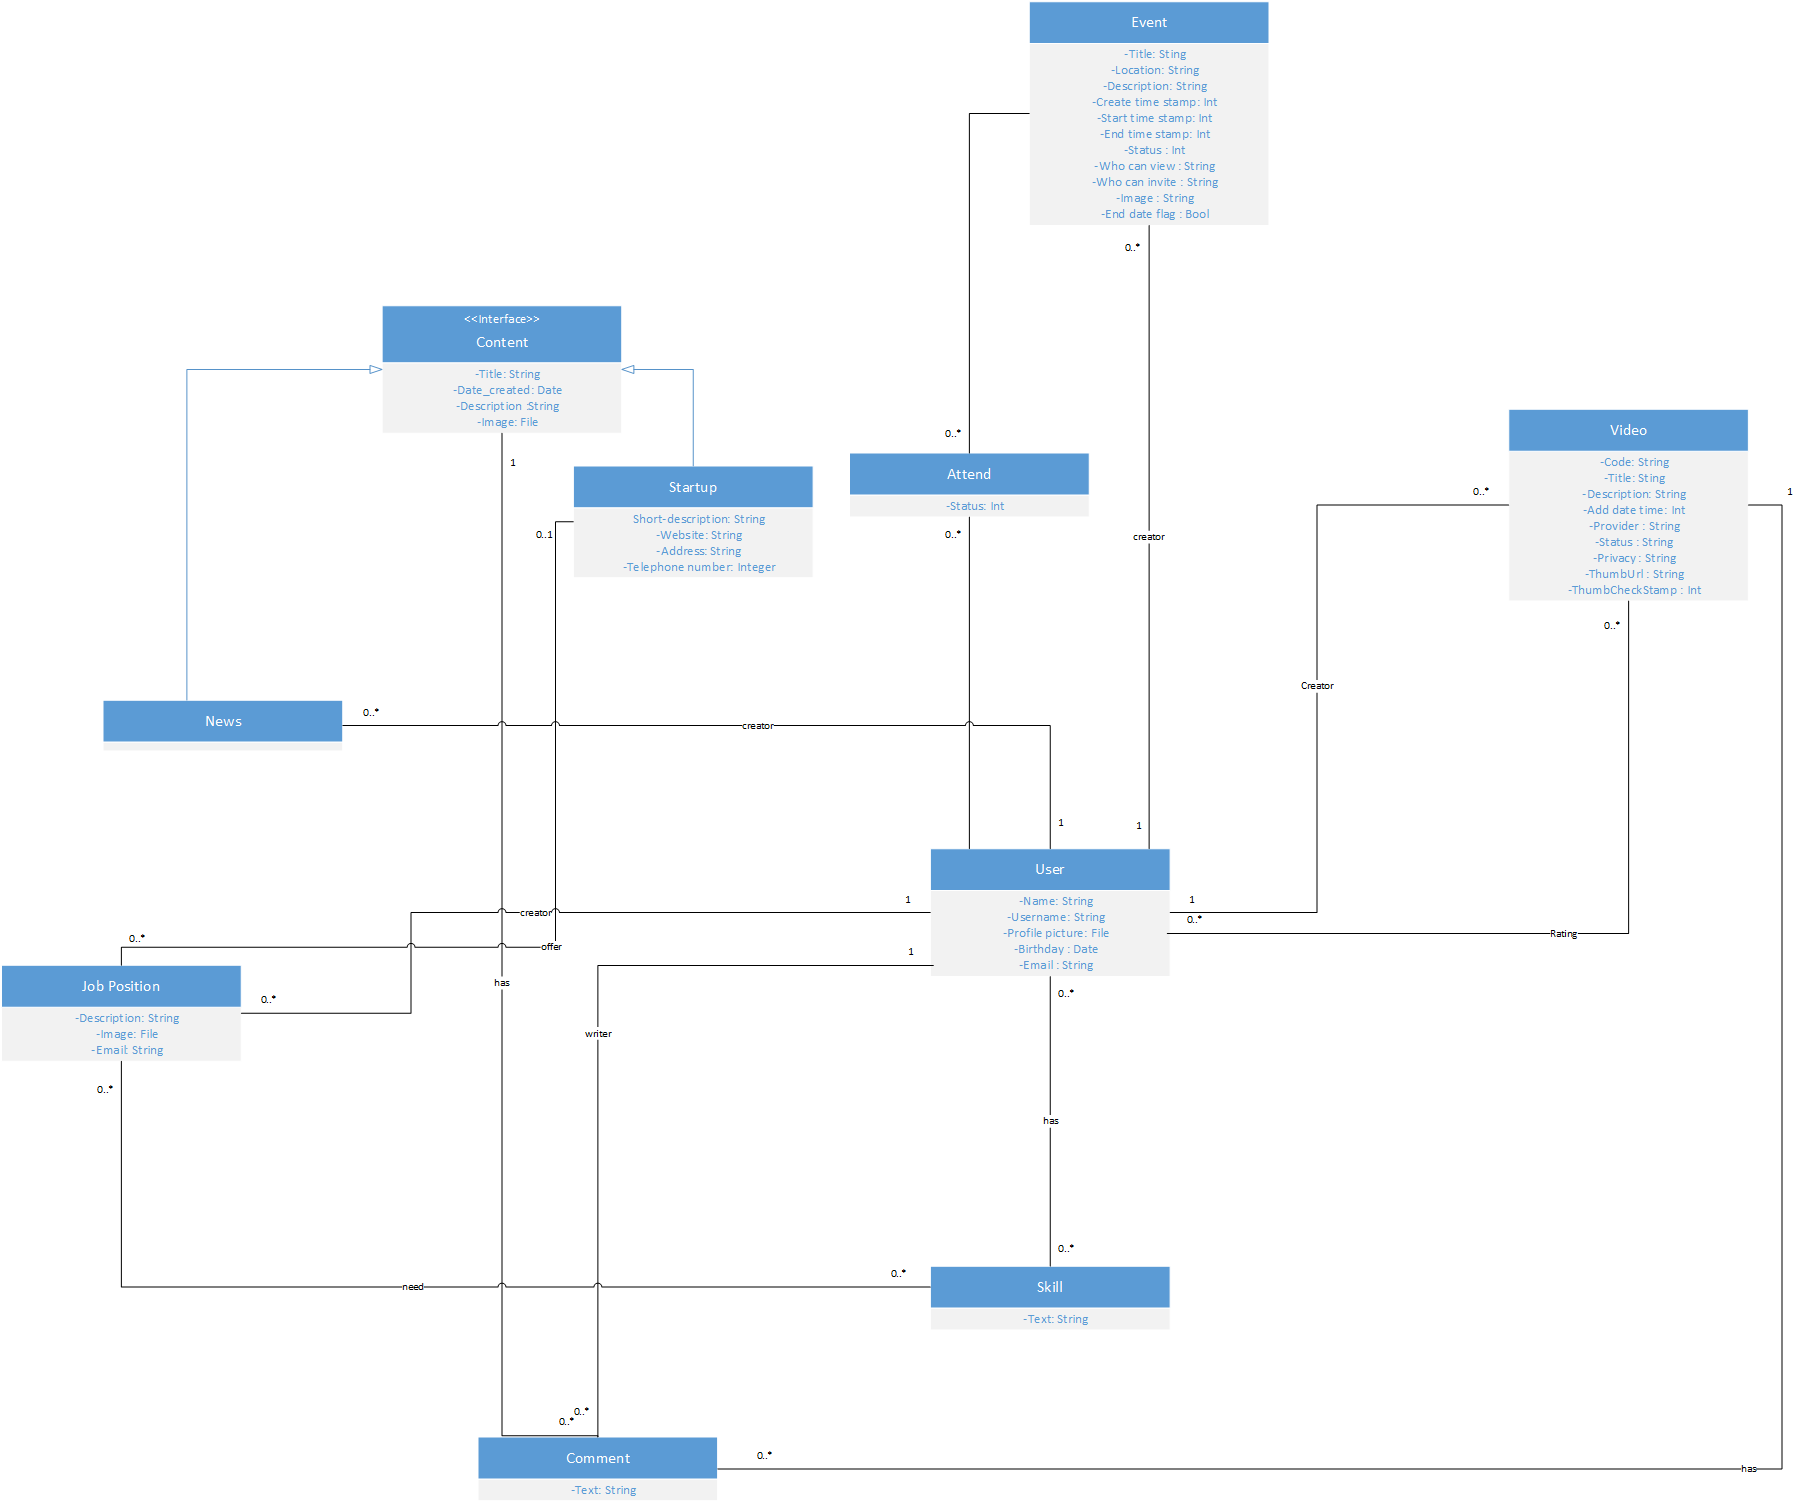 Event
-Title: Sting
-Location: String
-Description: String
-Create time stamp: Int
-Start time stamp: Int
-End time stamp: Int
-Status : Int
-Who can view : String
-Who can invite : String
-Image : String
-End date flag : Bool
0..*
<<Interface>>
Content
-Title: String
-Date_created: Date
-Description :String
-Image: File
1
Startup
Short-description: String
-Website: String
-Address: String
-Telephone number: Integer
0..1
0..*
Attend
-Status: Int
0..*
creator
Video
-Code: String
-Title: Sting
-Description: String
-Add date time: Int
-Provider : String
-Status : String
-Privacy : String
-ThumbUrl : String
-ThumbCheckStamp : Int
0..*
1
0..*
Creator
News
0..*
creator
1
1
User
-Name: String
-Username: String
-Profile picture: File
-Birthday : Date
-Email : String
1
1
1
0..*
Rating
creator
0..*
offer
Job Position
-Description: String
-Image: File
-Email: String
0..*
0..*
has
writer
0..*
has
0..*
need
0..*
Skill
-Text: String
0..*
0..*
Comment
-Text: String
0..*
has